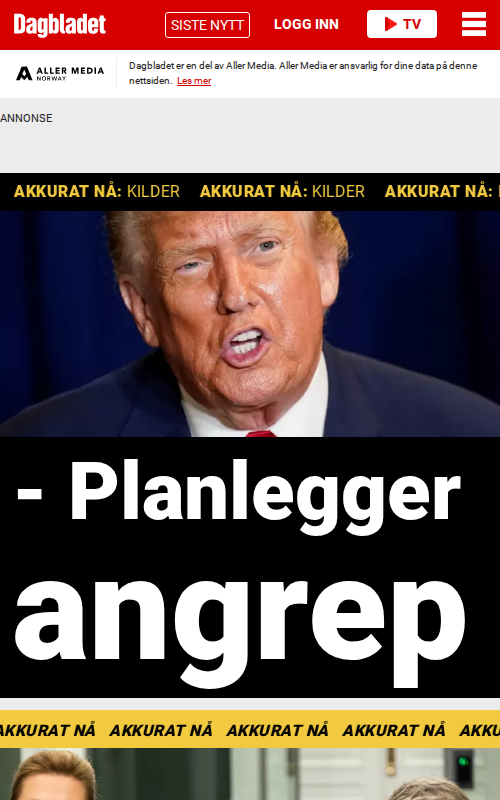 Dagbladet
SISTE NYTT
LOGG INN
TV
ALLER MEDIA
NORWAY
Dagbladet er en del av Aller Media. Aller Media er ansvarlig for dine data på denne
nettsiden. Les mer
ANNONSE
AKKURAT NÅ: KILDER AKKURAT NÅ: KILDER AKKURAT NÅ:
- Planlegger
angrep
AKKURAT NÅ AKKURAT NÅ AKKURAT NÅ AKKURAT NÅ AKKU